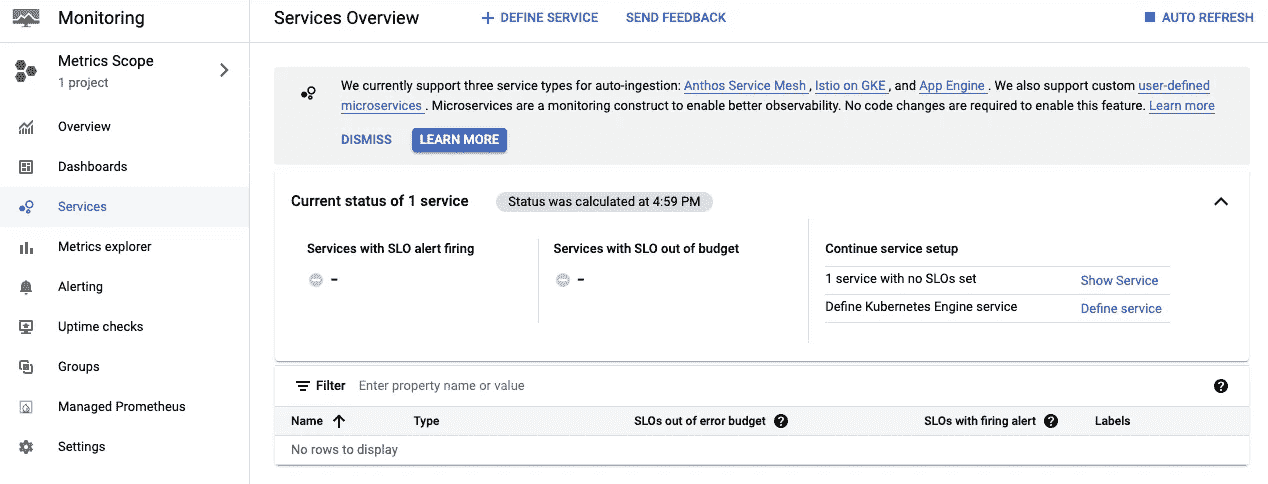 Monitoring
Services Overview
DEFINE SERVICE
SEND FEEDBACK
AUTO REFRESH
Metrics Scope
1 project
Overview
Dashboards
Services
Metrics explorer
Alerting
Uptime checks
Groups
Managed Prometheus
Settings
We currently support three service types for auto-ingestion: Anthos Service Mesh , Istio on GKE , and App Engine . We also support custom user-defined
microservices . Microservices are a monitoring construct to enable better observability. No code changes are required to enable this feature. Learn more
DISMISS
LEARN MORE
Current status of 1 service
Status was calculated at 4:59 PM
Services with SLO alert firing
–
Services with SLO out of budget
–
Continue service setup
1 service with no SLOs set Show Service
Define Kubernetes Engine service Define service
Filter Enter property name or value
Name Type SLOs out of error budget SLOs with firing alert Labels
No rows to display